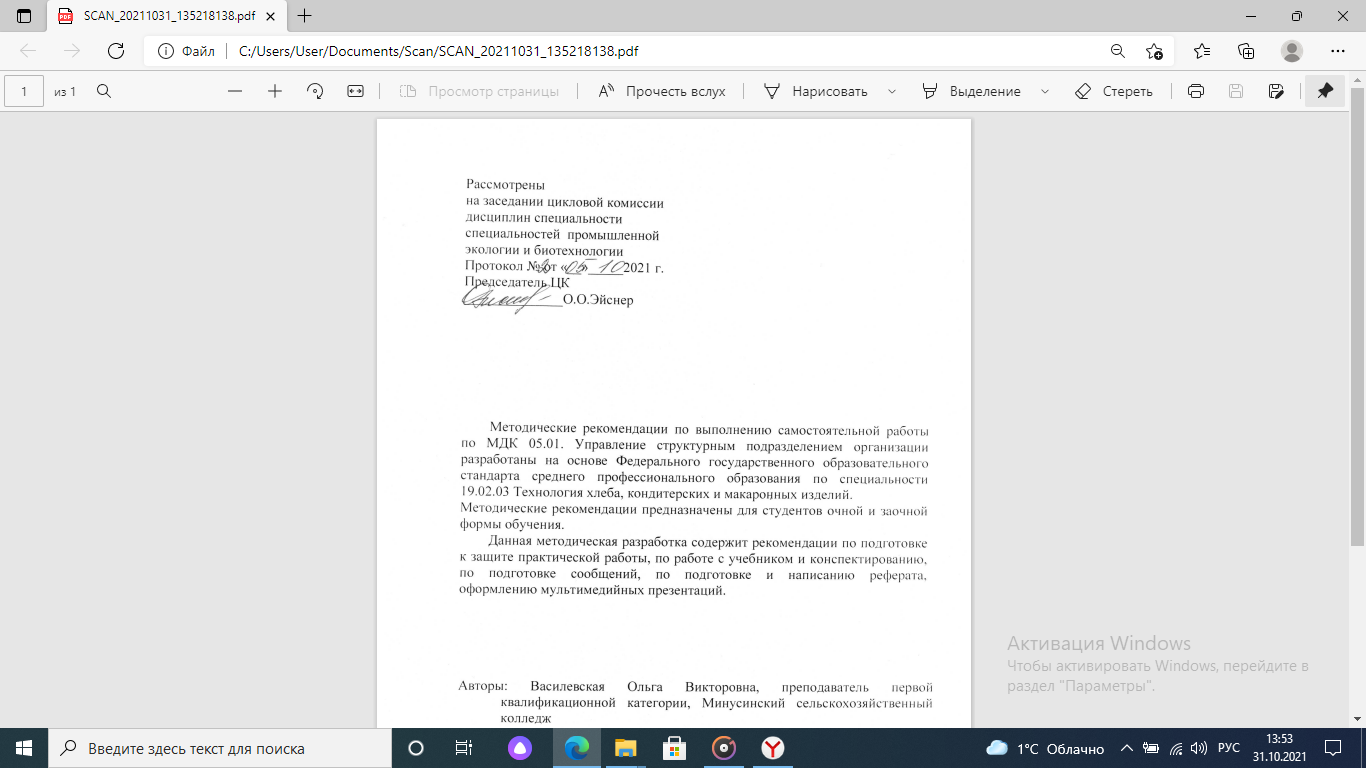 SCAN_20211031_135218138.pdf
Файл C:/Users/User/Documents/Scan/SCAN_20211031_135218138.pdf
1 из 1 Просмотр страницы Прочесть вслух Нарисовать Выделение Стереть
Рассмотрены
на заседании цикловой комиссии
дисциплин специальности
специальностей промышленной
экологии и биотехнологии
Протокол № от «05» 10 2021 г.
Председатель ЦК
О.О.Эйснер
Методические рекомендации по выполнению самостоятельной работы
по МДК 05.01. Управление структурным подразделением организации
разработаны на основе Федерального государственного образовательного
стандарта среднего профессионального образования по специальности
19.02.03 Технология хлеба, кондитерских и макаронных изделий.
Методические рекомендации предназначены для студентов очной и заочной
формы обучения.
Данная методическая разработка содержит рекомендации по подготовке
к защите практической работы, по работе с учебником и конспектированию,
по подготовке сообщений, по подготовке и написанию реферата,
оформлению мультимедийных презентаций.
Авторы: Василевская Ольга Викторовна, преподаватель первой
квалификационной категории, Минусинский сельскохозяйственный
колледж
Активация Windows
Чтобы активировать Windows, перейдите в
раздел "Параметры".
Введите здесь текст для поиска
1°C Облачно
РУС
13:53
31.10.2021